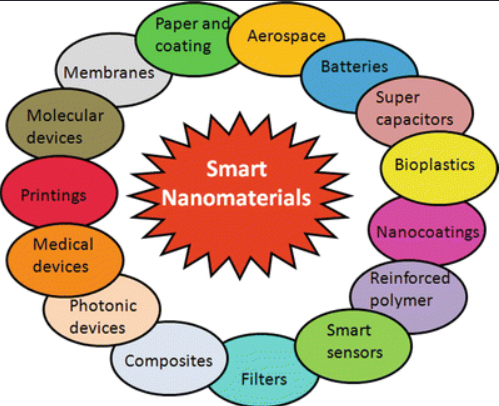 Paper and
coating
Aerospace
Batteries
Super
capacitors
Bioplastics
Nanocoatings
Reinforced
polymer
Smart
sensors
Filters
Composites
Photonic
devices
Medical
devices
Printings
Molecular
devices
Membranes
Smart
Nanomaterials